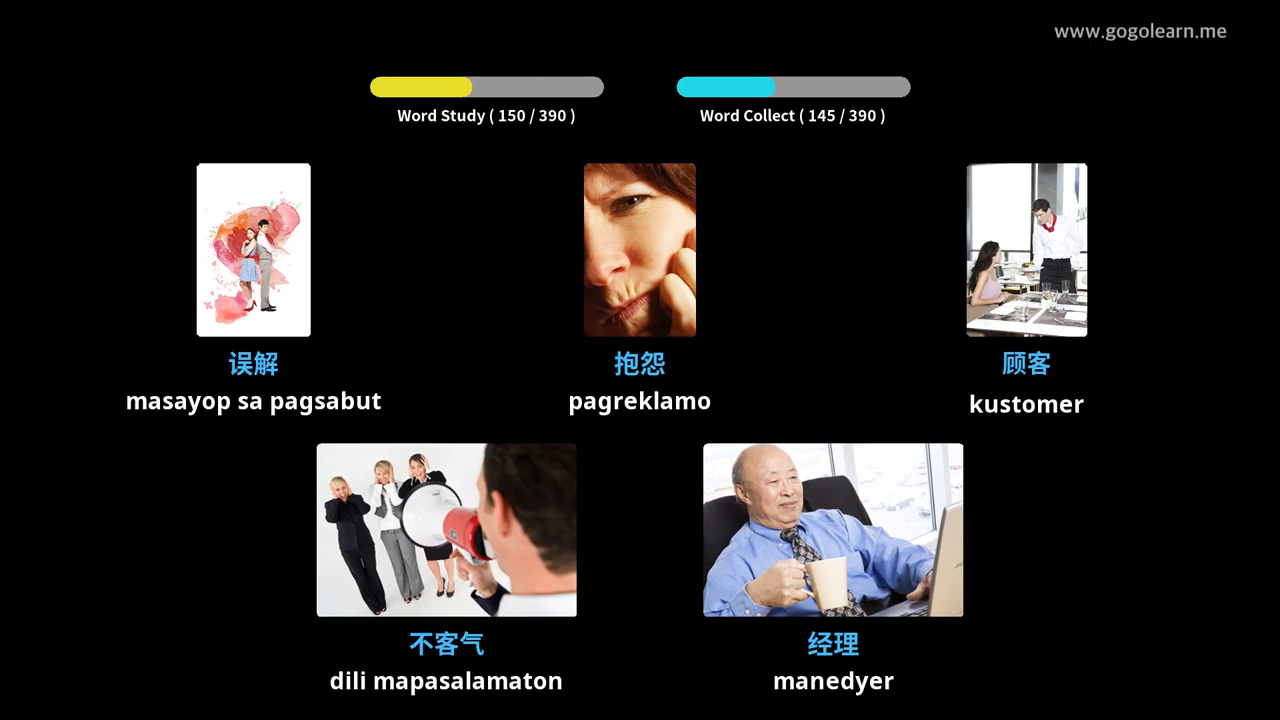 www.gogolearn.me
Word Study ( 150 / 390 )
Word Collect ( 145 / 390 )
误解
抱怨
顾客
masayop sa pagsabut
pagreklamo
kustomer
不客气
经理
dili mapasalamaton
manedyer